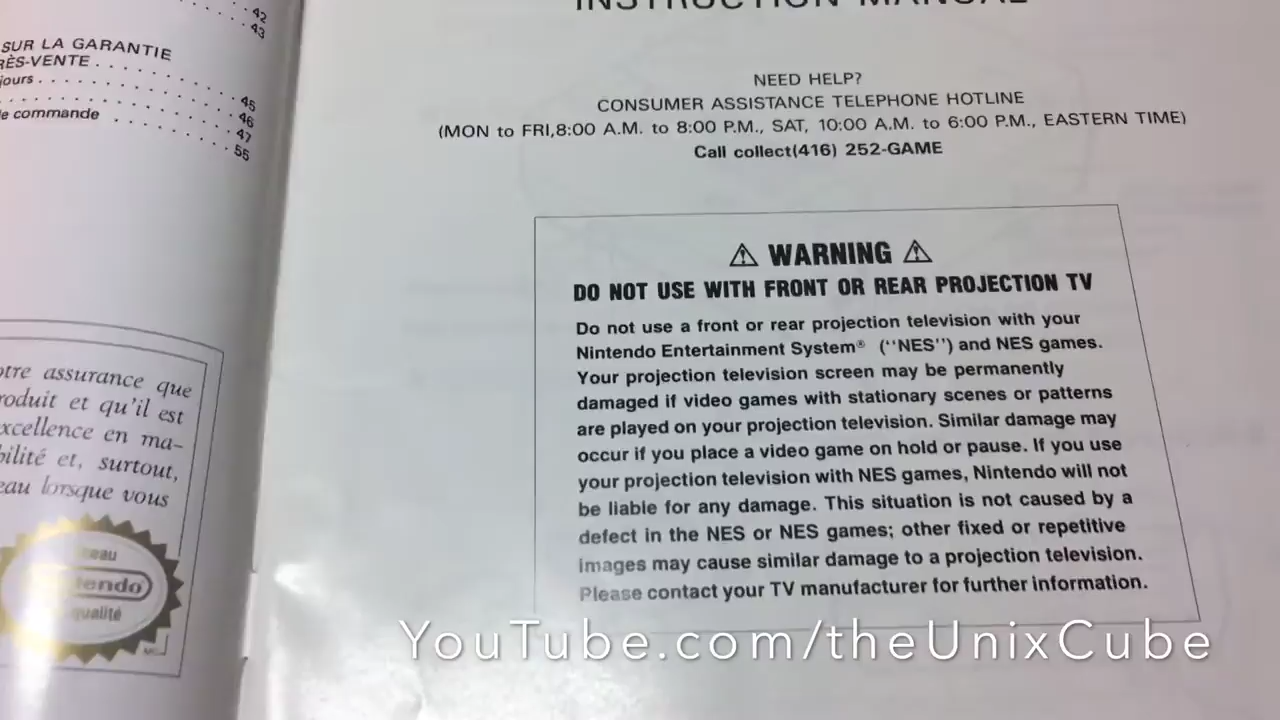 42
43
SUR LA GARANTIE
RÈS-VENTE
jours
45
46
e commande
47
55
otre assurance que
roduit et qu'il est
xcellence en ma-
bilité et, surtout,
eau lorsque vous
eau
tendo
qualité
MC
INSTRUCTION MANUAL
NEED HELP?
CONSUMER ASSISTANCE TELEPHONE HOTLINE
(MON to FRI,8:00 A.M. to 8:00 P.M., SAT, 10:00 A.M. to 6:00 P.M., EASTERN TIME)
Call collect(416) 252-GAME
⚠ WARNING ⚠
DO NOT USE WITH FRONT OR REAR PROJECTION TV
Do not use a front or rear projection television with your
Nintendo Entertainment System® (''NES'') and NES games.
Your projection television screen may be permanently
damaged if video games with stationary scenes or patterns
are played on your projection television. Similar damage may
occur if you place a video game on hold or pause. If you use
your projection television with NES games, Nintendo will not
be liable for any damage. This situation is not caused by a
defect in the NES or NES games; other fixed or repetitive
images may cause similar damage to a projection television.
Please contact your TV manufacturer for further information.
YouTube.com/theUnixCube